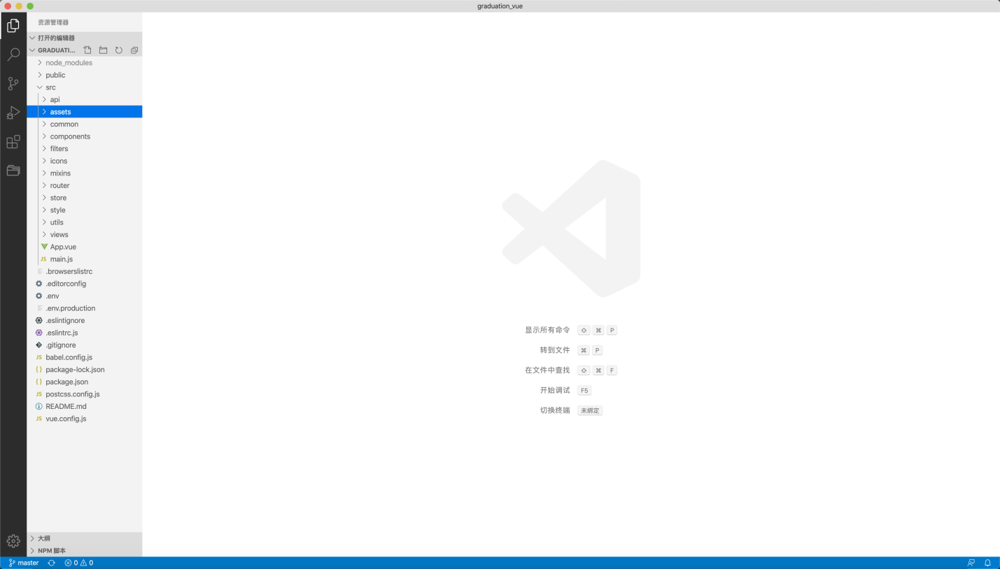 graduation_vue
资源管理器
打开的编辑器
GRADUATI...
node_modules
public
src
api
assets
common
components
filters
icons
mixins
router
store
style
utils
views
App.vue
JS main.js
.browserslistrc
.editorconfig
.env
.env.production
.eslintignore
.eslintrc.js
.gitignore
JS babel.config.js
{} package-lock.json
{} package.json
JS postcss.config.js
README.md
JS vue.config.js
大纲
NPM 脚本
显示所有命令 ⇧ ⌘ P
转到文件 ⌘ P
在文件中查找 ⇧ ⌘ F
开始调试 F5
切换终端 未绑定
master 0 0